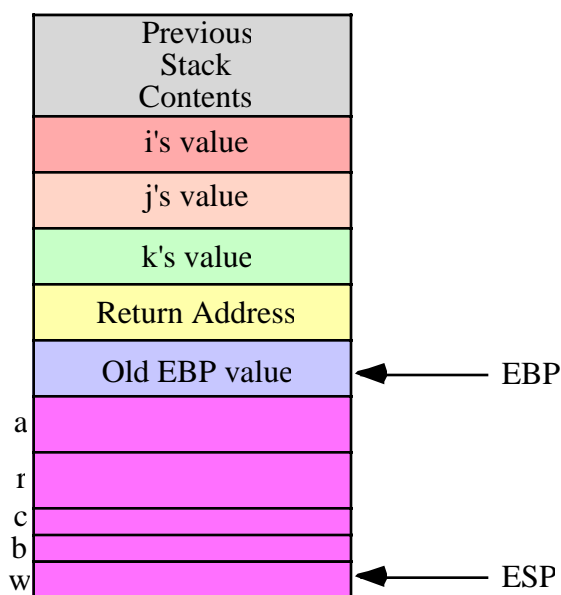 Previous
Stack
Contents
i's value
j's value
k's value
Return Address
Old EBP value
EBP
a
r
c
b
w
ESP